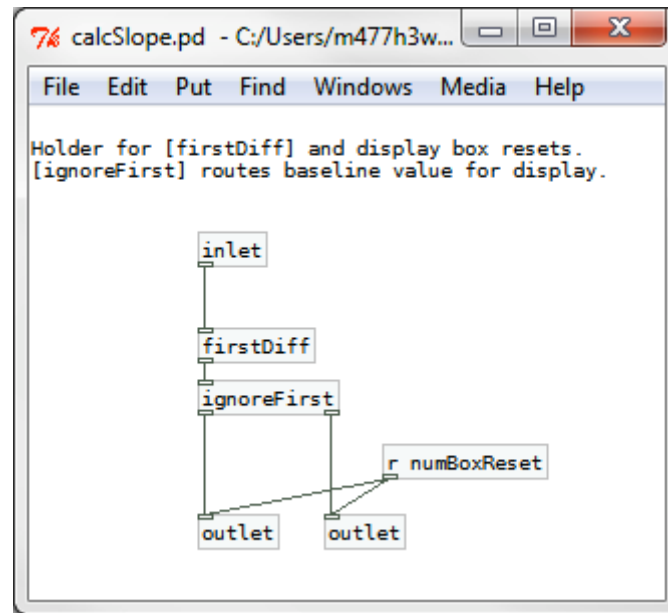 calcSlope.pd - C:/Users/m477h3w...
File Edit Put Find Windows Media Help
Holder for [firstDiff] and display box resets.
[ignoreFirst] routes baseline value for display.
inlet
firstDiff
ignoreFirst
r numBoxReset
outlet outlet